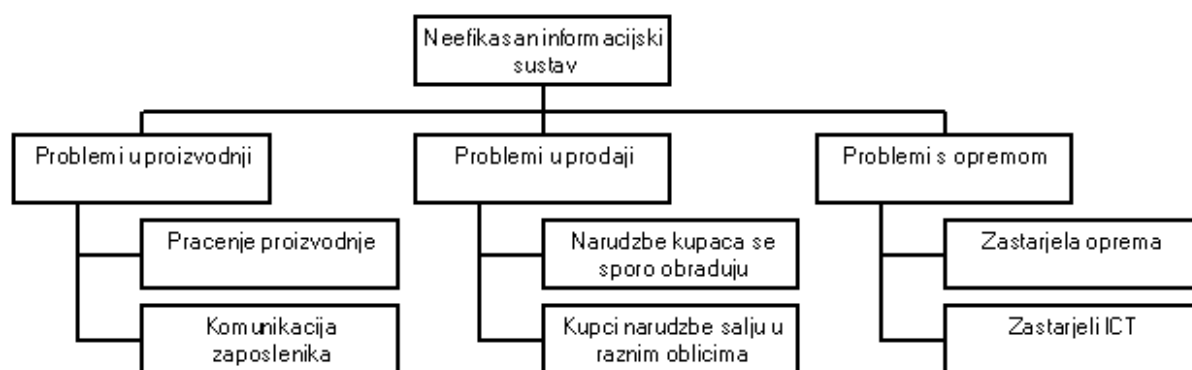 Neefikasan informacijski
sustav
Problemi u proizvodnji
Problemi u prodaji
Problemi s opremom
Pracenje proizvodnje
Narudzbe kupaca se
sporo obraduju
Zastarjela oprema
Komunikacija
zaposlenika
Kupci narudzbe salju u
raznim oblicima
Zastarjeli ICT